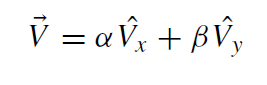 $\vec{V} = \alpha \hat{V}_x + \beta \hat{V}_y$